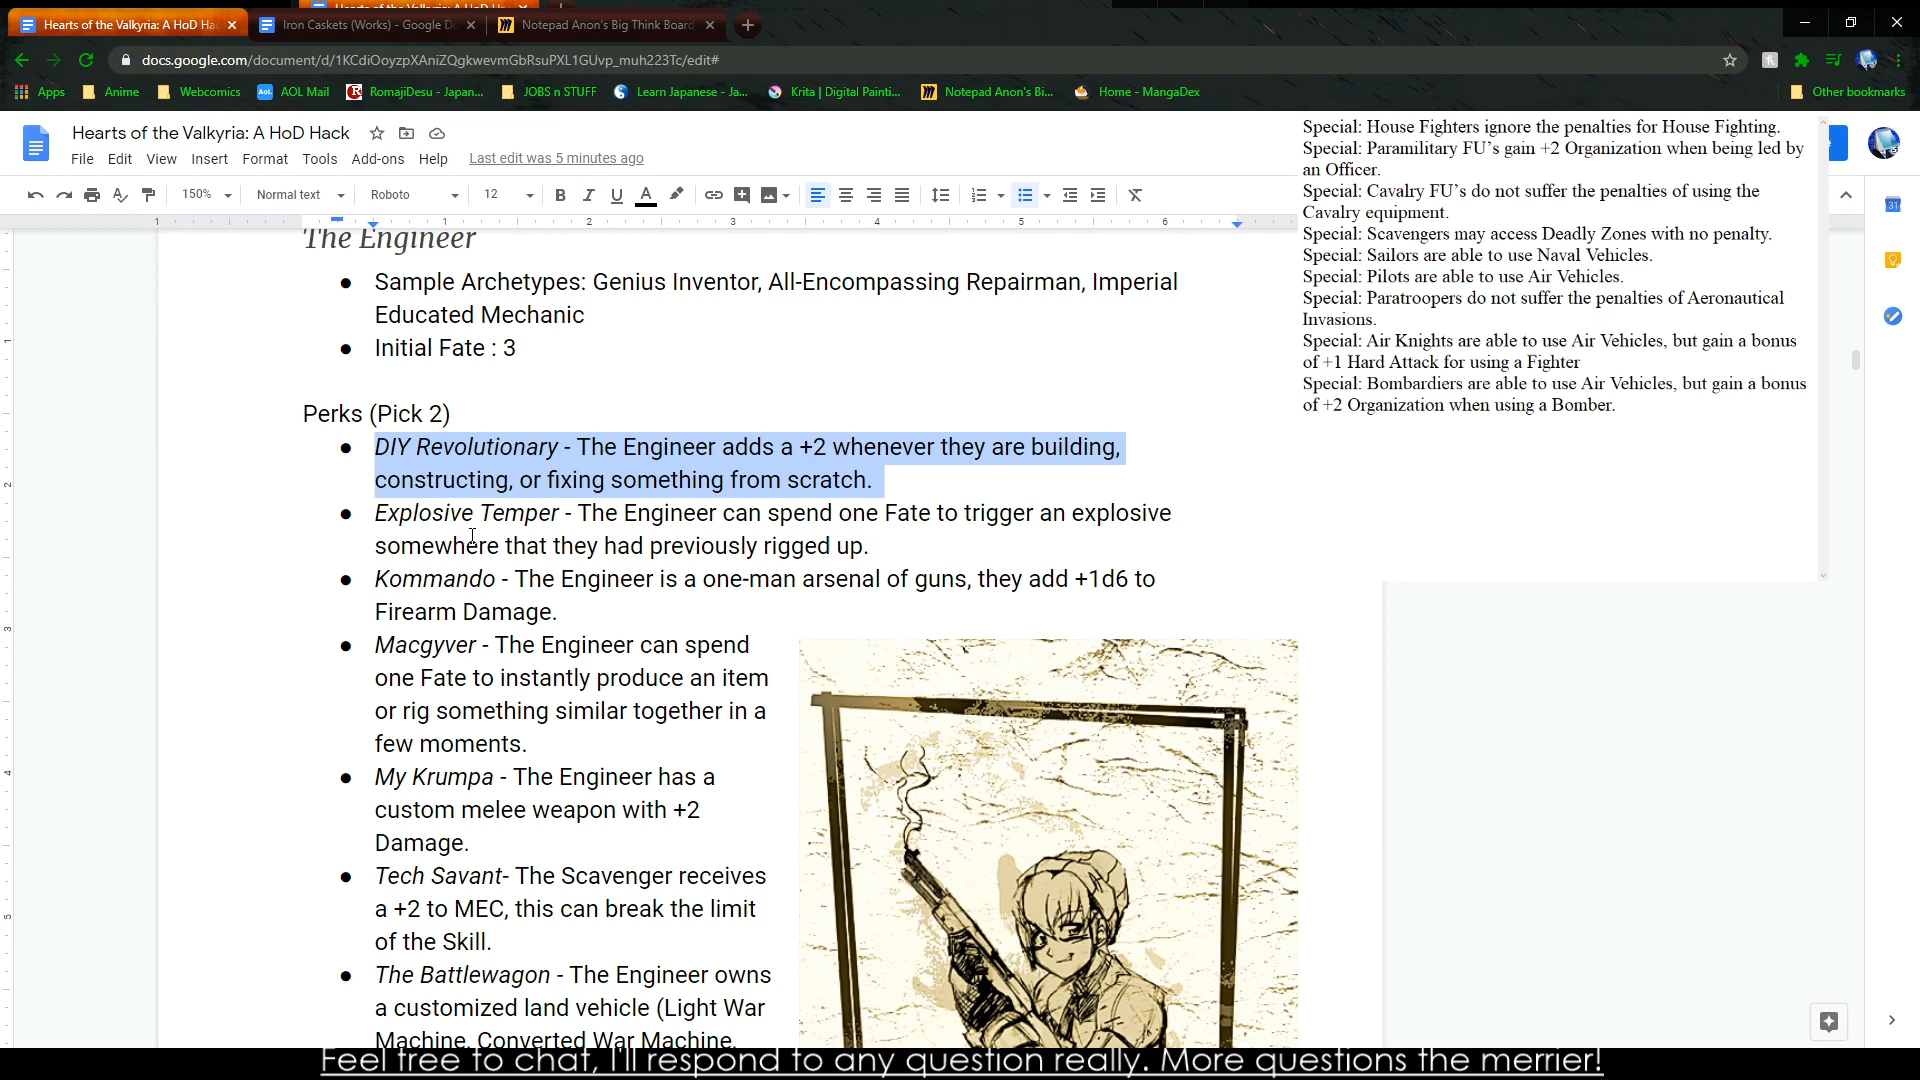 Hearts of the Valkyria: A HoD Ha
Iron Caskets (Works) - Google D
Notepad Anon's Big Think Board
docs.google.com/document/d/1KCdiOoyzpXAniZQgkwevmGbRsuPXL1GUvp_muh223Tc/edit#
Apps
Anime
Webcomics
AOL Mail
RomajiDesu - Japan...
JOBS n STUFF
Learn Japanese - Ja...
Krita | Digital Painti...
Notepad Anon's Bi...
Home - MangaDex
Other bookmarks
Hearts of the Valkyria: A HoD Hack
File Edit View Insert Format Tools Add-ons Help Last edit was 5 minutes ago
150% Normal text Roboto 12
Special: House Fighters ignore the penalties for House Fighting.
Special: Paramilitary FU's gain +2 Organization when being led by
an Officer.
Special: Cavalry FU's do not suffer the penalties of using the
Cavalry equipment.
Special: Scavengers may access Deadly Zones with no penalty.
Special: Sailors are able to use Naval Vehicles.
Special: Pilots are able to use Air Vehicles.
Special: Paratroopers do not suffer the penalties of Aeronautical
Invasions.
Special: Air Knights are able to use Air Vehicles, but gain a bonus
of +1 Hard Attack for using a Fighter
Special: Bombardiers are able to use Air Vehicles, but gain a bonus
of +2 Organization when using a Bomber.
The Engineer
● Sample Archetypes: Genius Inventor, All-Encompassing Repairman, Imperial
Educated Mechanic
● Initial Fate : 3
Perks (Pick 2)
● DIY Revolutionary - The Engineer adds a +2 whenever they are building,
constructing, or fixing something from scratch.
● Explosive Temper - The Engineer can spend one Fate to trigger an explosive
somewhere that they had previously rigged up.
● Kommando - The Engineer is a one-man arsenal of guns, they add +1d6 to
Firearm Damage.
● Macgyver - The Engineer can spend
one Fate to instantly produce an item
or rig something similar together in a
few moments.
● My Krumpa - The Engineer has a
custom melee weapon with +2
Damage.
● Tech Savant- The Scavenger receives
a +2 to MEC, this can break the limit
of the Skill.
● The Battlewagon - The Engineer owns
a customized land vehicle (Light War
Machine, Converted War Machine,
Feel free to chat, I'll respond to any question really. More questions the merrier!